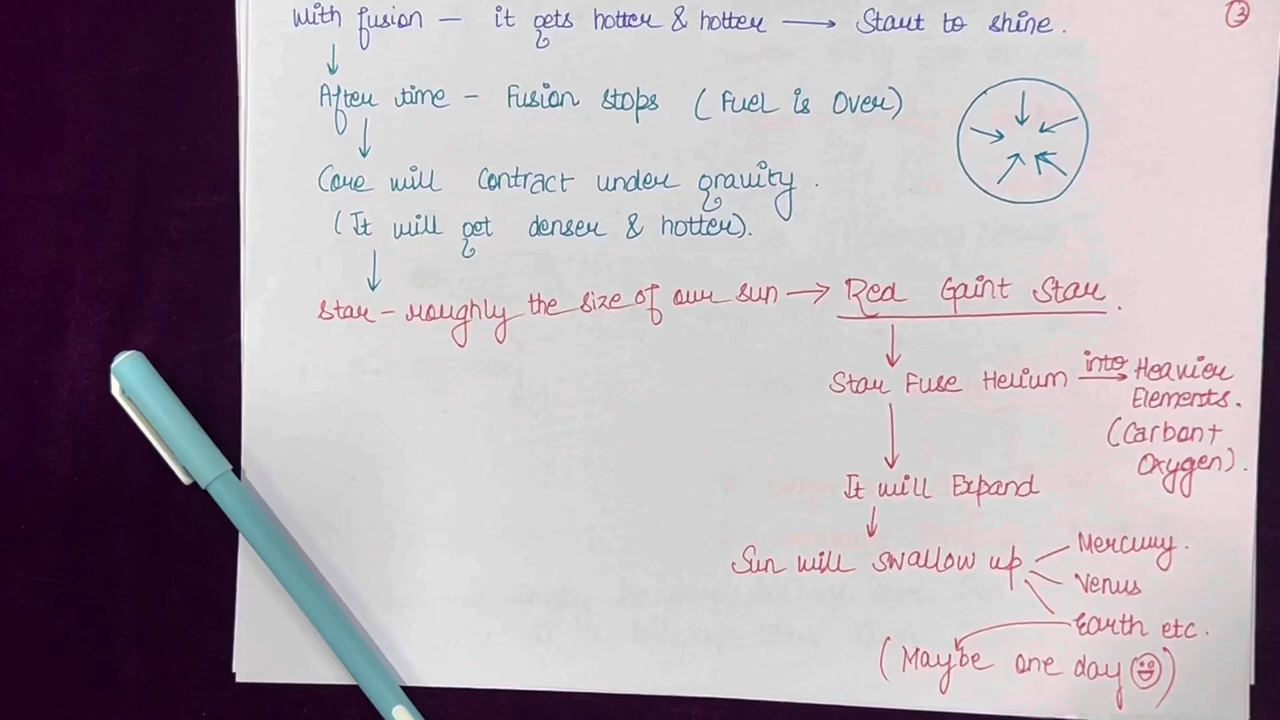 With fusion — it gets hotter & hotter → Start to shine.
③
↓
After time - Fusion stops (Fuel is Over)
↓
Core will contract under gravity.
(It will get denser & hotter).
↓
Star - roughly the size of our sun → Red Gaint Star.
↓
Star Fuse Helium into → Heavier
Elements.
(Carbon+
Oxygen).
↓
It will Expand
↓
Sun will swallow up
Mercury.
Venus
Earth etc.
(Maybe one day 😃)